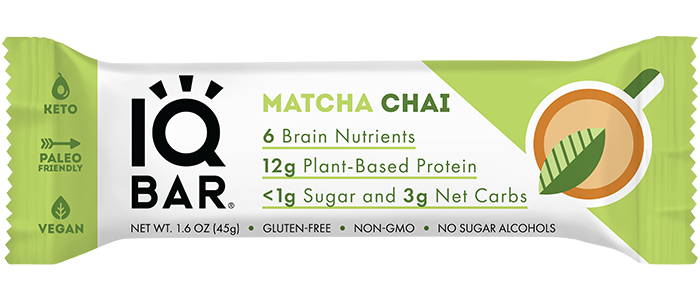 KETO
PALEO
FRIENDLY
VEGAN
IQ
BAR®
MATCHA CHAI
6 Brain Nutrients
12g Plant-Based Protein
<1g Sugar and 3g Net Carbs
NET WT. 1.6 OZ (45g) • GLUTEN-FREE • NON-GMO • NO SUGAR ALCOHOLS